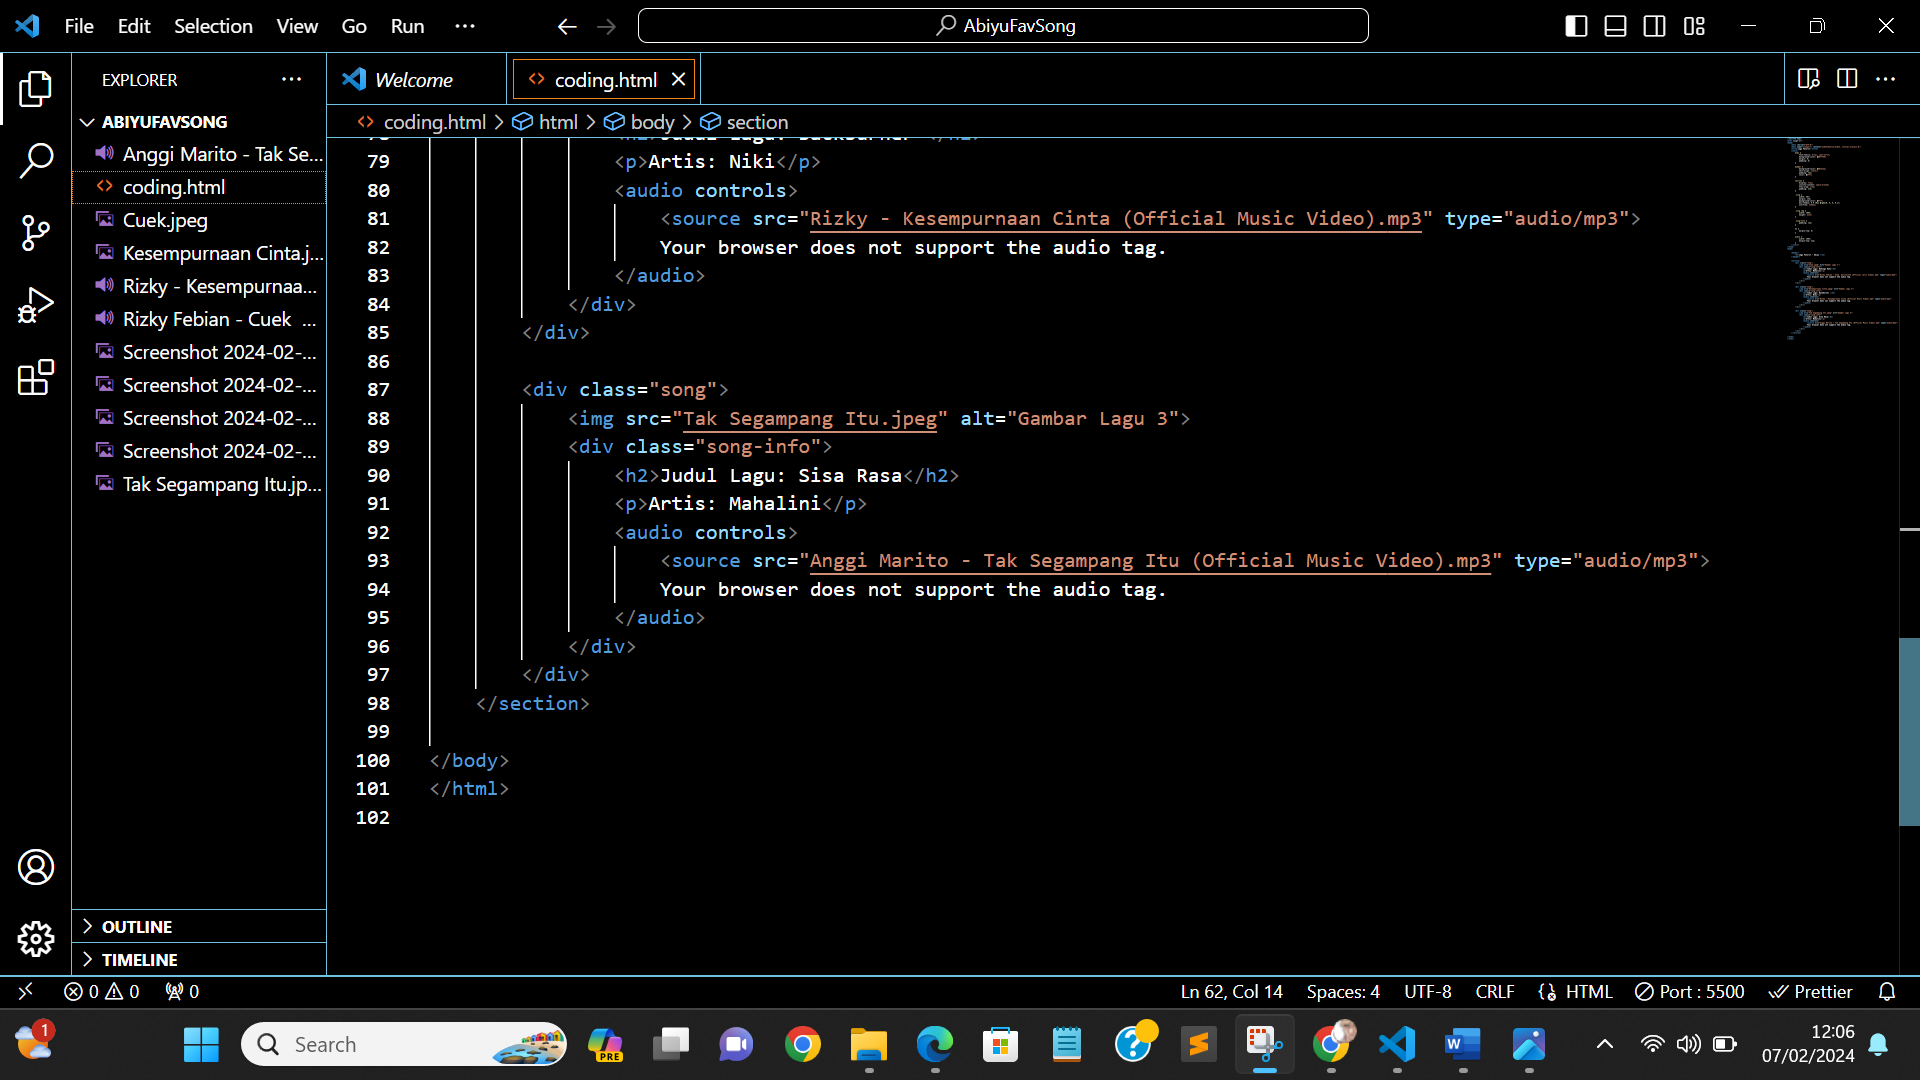 File Edit Selection View Go Run ···
AbiyuFavSong
EXPLORER
ABIYUFAVSONG
Anggi Marito - Tak Se...
coding.html
Cuek.jpeg
Kesempurnaan Cinta.j...
Rizky - Kesempurnaa...
Rizky Febian - Cuek ...
Screenshot 2024-02-...
Screenshot 2024-02-...
Screenshot 2024-02-...
Screenshot 2024-02-...
Tak Segampang Itu.jp...
OUTLINE
TIMELINE
Welcome
coding.html
coding.html > html > body > section
79 <p>Artis: Niki</p>
80 <audio controls>
81 <source src="Rizky - Kesempurnaan Cinta (Official Music Video).mp3" type="audio/mp3">
82 Your browser does not support the audio tag.
83 </audio>
84 </div>
85 </div>
86
87 <div class="song">
88 <img src="Tak Segampang Itu.jpeg" alt="Gambar Lagu 3">
89 <div class="song-info">
90 <h2>Judul Lagu: Sisa Rasa</h2>
91 <p>Artis: Mahalini</p>
92 <audio controls>
93 <source src="Anggi Marito - Tak Segampang Itu (Official Music Video).mp3" type="audio/mp3">
94 Your browser does not support the audio tag.
95 </audio>
96 </div>
97 </div>
98 </section>
99
100 </body>
101 </html>
102
0 0 0
Ln 62, Col 14 Spaces: 4 UTF-8 CRLF HTML Port : 5500 Prettier
1
Search
PRE
12:06
07/02/2024